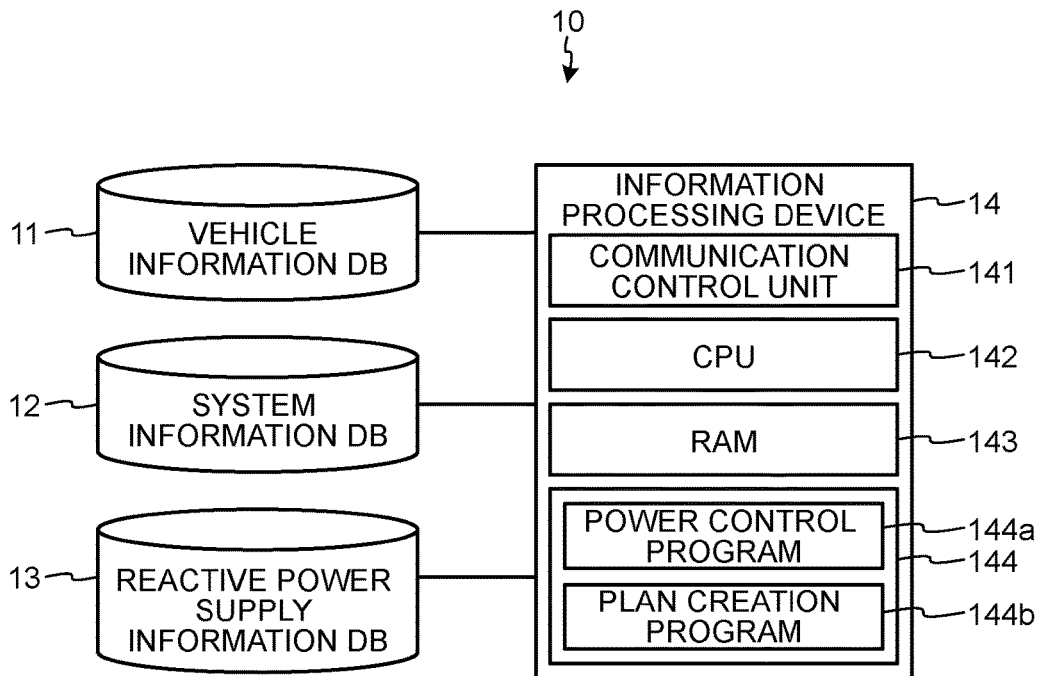 10
11
VEHICLE
INFORMATION DB
12
SYSTEM
INFORMATION DB
13
REACTIVE POWER
SUPPLY
INFORMATION DB
INFORMATION
PROCESSING DEVICE
14
COMMUNICATION
CONTROL UNIT
141
CPU
142
RAM
143
POWER CONTROL
PROGRAM
144a
144
PLAN CREATION
PROGRAM
144b